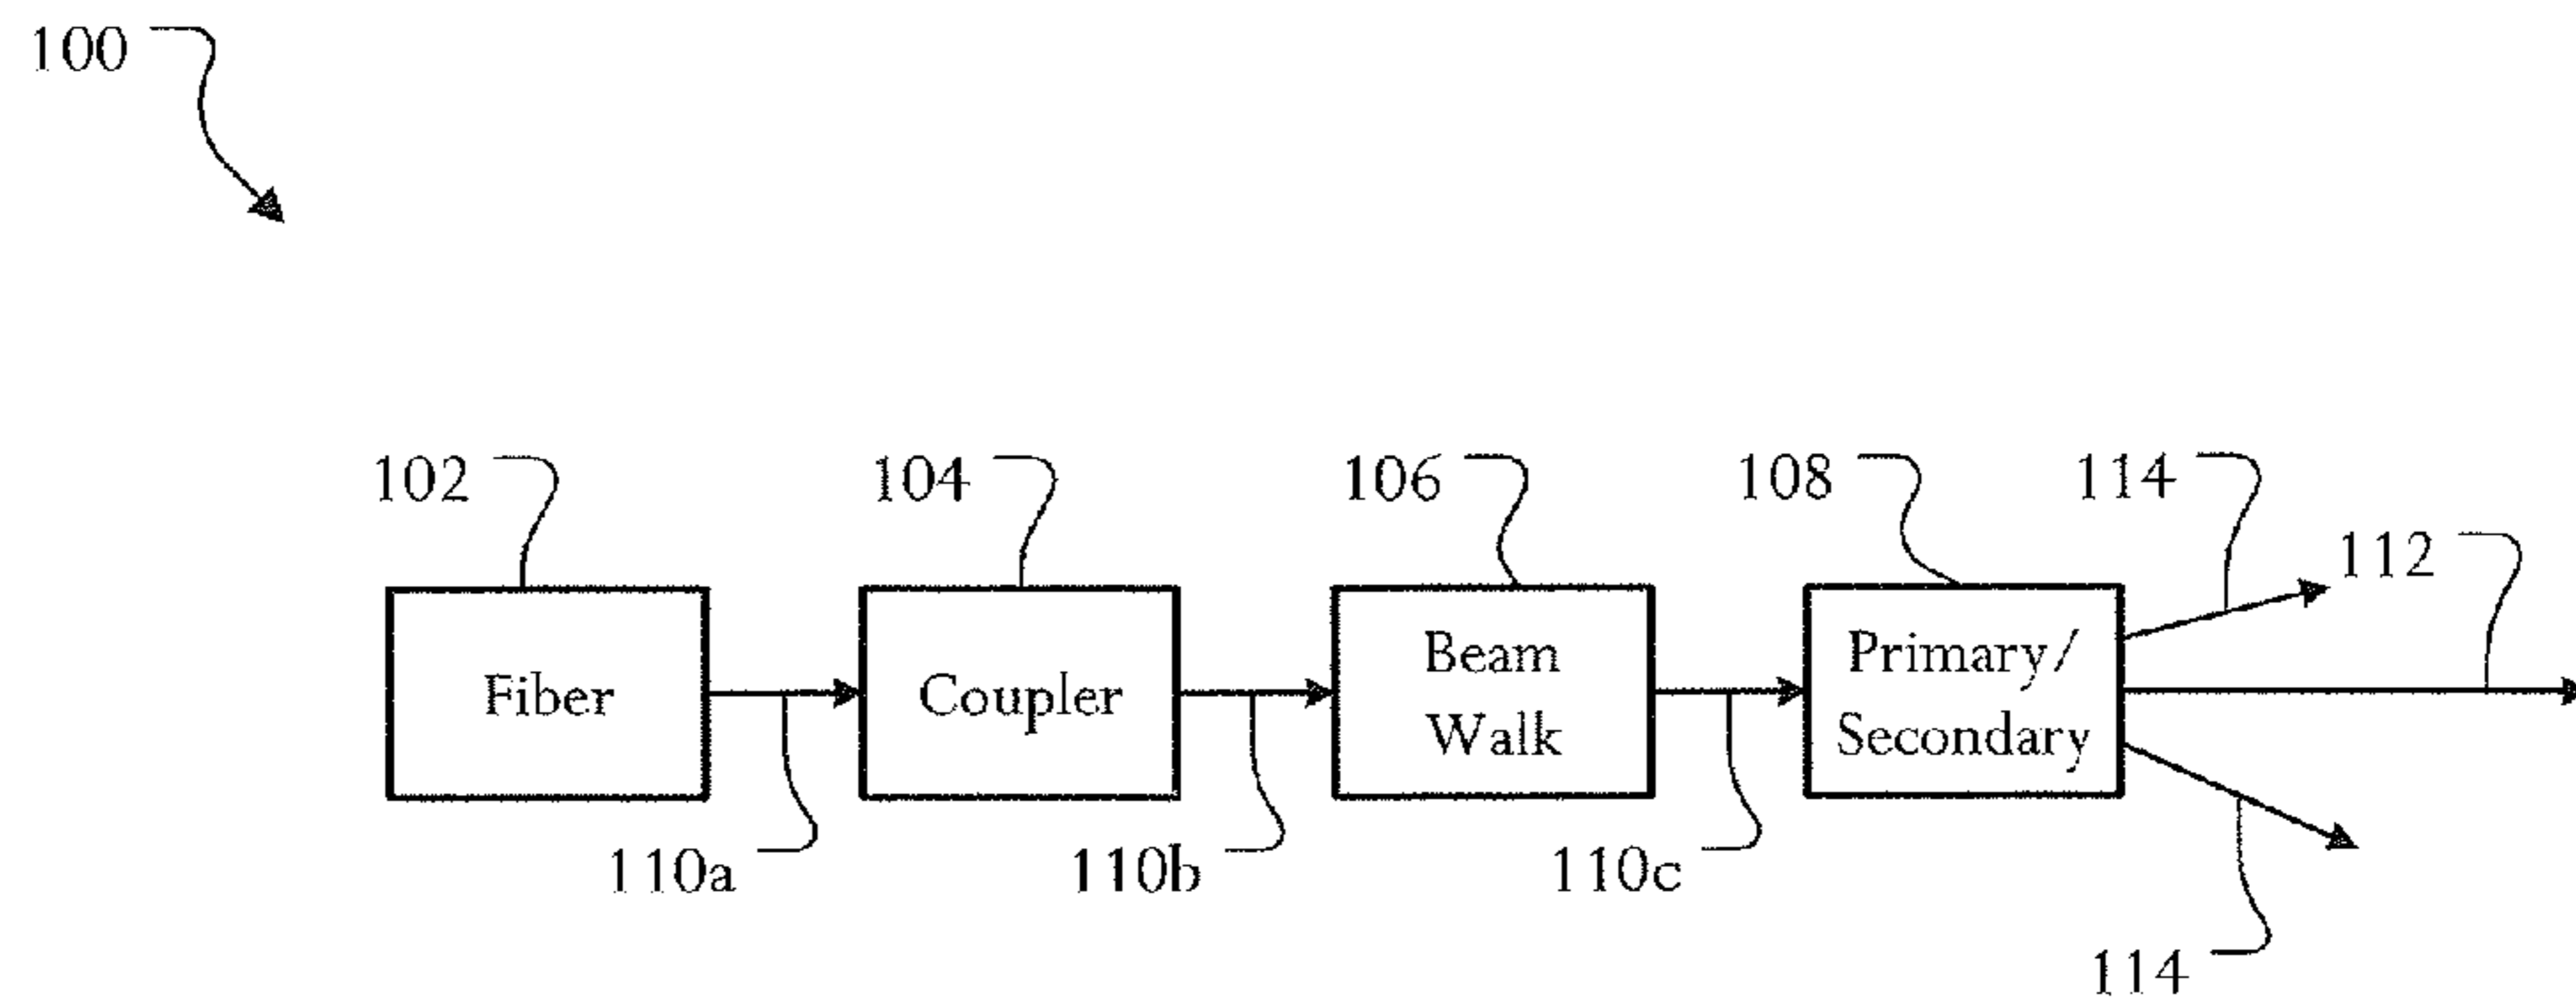 100
102
104
106
108
114
112
Fiber
Coupler
Beam
Walk
Primary/
Secondary
110a
110b
110c
114